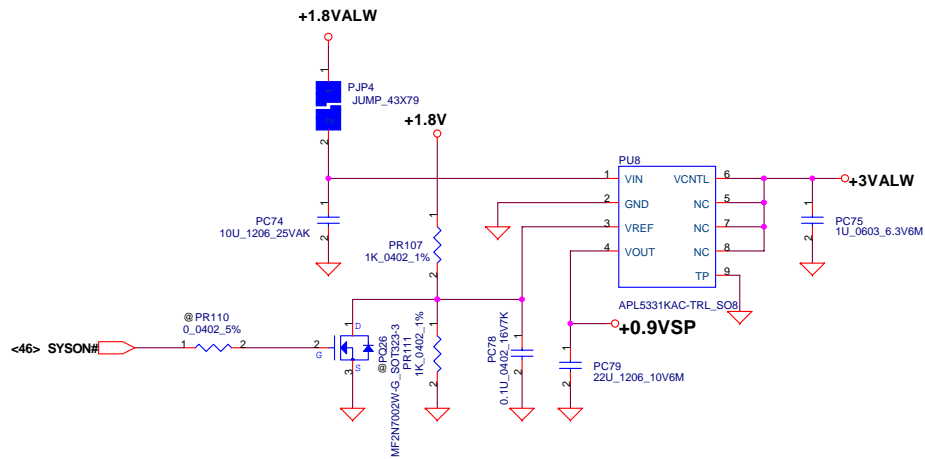 +1.8VALW
1
PJP4
JUMP_43X79
2
+1.8V
PU8
1 VIN VCNTL 6
+3VALW
2 GND NC 5
3 VREF NC 7
4 VOUT NC 8
TP 9
APL5331KAC-TRL_SO8
1
PC74
10U_1206_25VAK
2
1
PR107
1K_0402_1%
2
1
PC75
1U_0603_6.3V6M
2
@PR110
0_0402_5%
<46> SYSON#
1 2
2 G
1 D
3 S
@PQ26
MF2N7002W-G_SOT323-3
1
PR111
1K_0402_1%
2
1
PC78
0.1U_0402_16V7K
2
+0.9VSP
1
PC79
22U_1206_10V6M
2